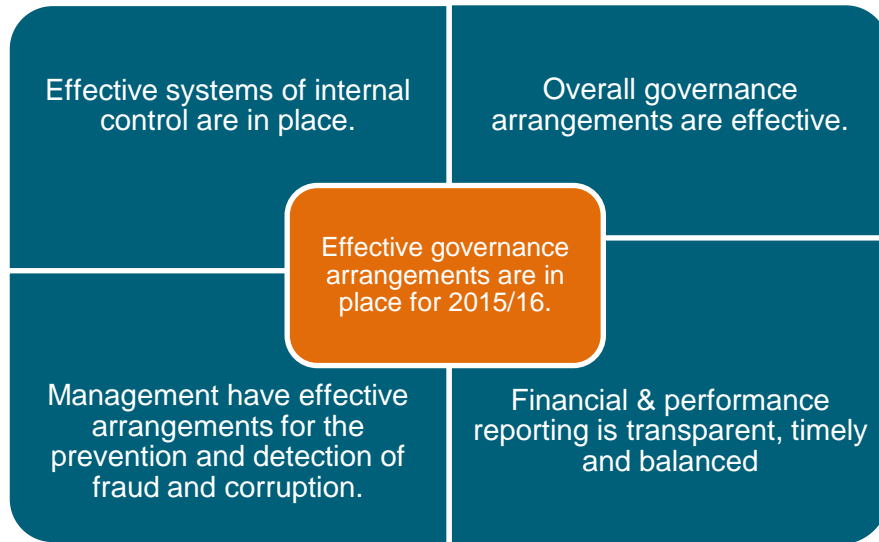 Effective systems of internal
control are in place.
Overall governance
arrangements are effective.
Effective governance
arrangements are in
place for 2015/16.
Management have effective
arrangements for the
prevention and detection of
fraud and corruption.
Financial & performance
reporting is transparent, timely
and balanced